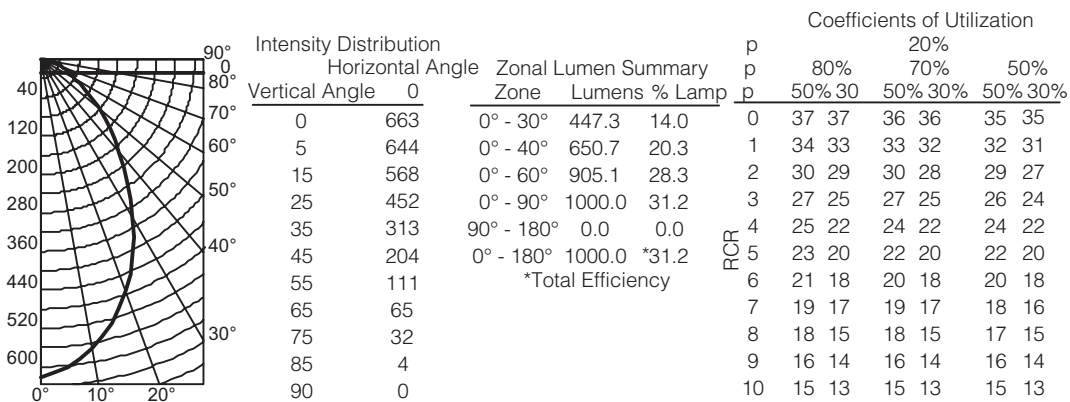 90°
0
80°
70°
60°
50°
40°
30°
40
120
200
280
360
440
520
600
0° 10° 20°
Intensity Distribution
Horizontal Angle
Vertical Angle 0
0 663
5 644
15 568
25 452
35 313
45 204
55 111
65 65
75 32
85 4
90 0
Zonal Lumen Summary
Zone Lumens % Lamp
0° - 30° 447.3 14.0
0° - 40° 650.7 20.3
0° - 60° 905.1 28.3
0° - 90° 1000.0 31.2
90° - 180° 0.0 0.0
0° - 180° 1000.0 *31.2
*Total Efficiency
Coefficients of Utilization
p 20%
p 80% 70% 50%
p 50% 30 50% 30% 50% 30%
RCR
0 37 37 36 36 35 35
1 34 33 33 32 32 31
2 30 29 30 28 29 27
3 27 25 27 25 26 24
4 25 22 24 22 24 22
5 23 20 22 20 22 20
6 21 18 20 18 20 18
7 19 17 19 17 18 16
8 18 15 18 15 17 15
9 16 14 16 14 16 14
10 15 13 15 13 15 13